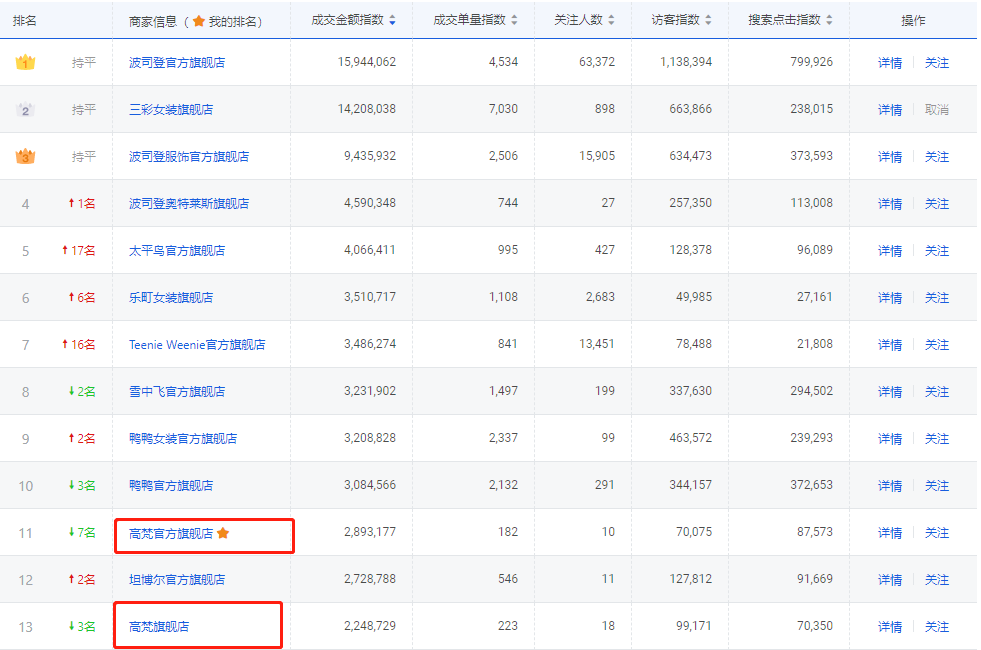 排名 商家信息（ 我的排名） 成交金额指数 成交单量指数 关注人数 访客指数 搜索点击指数 操作
1 持平 波司登官方旗舰店 15,944,062 4,534 63,372 1,138,394 799,926 详情 关注
2 持平 三彩女装旗舰店 14,208,038 7,030 898 663,866 238,015 详情 取消
3 持平 波司登服饰官方旗舰店 9,435,932 2,506 15,905 634,473 373,593 详情 关注
4 ↑1名 波司登奥特莱斯旗舰店 4,590,348 744 27 257,350 113,008 详情 关注
5 ↑17名 太平鸟官方旗舰店 4,066,411 995 427 128,378 96,089 详情 关注
6 ↑6名 乐町女装旗舰店 3,510,717 1,108 2,683 49,985 27,161 详情 关注
7 ↑16名 Teenie Weenie官方旗舰店 3,486,274 841 13,451 78,488 21,808 详情 关注
8 ↓2名 雪中飞官方旗舰店 3,231,902 1,497 199 337,630 294,502 详情 关注
9 ↑2名 鸭鸭女装官方旗舰店 3,208,828 2,337 99 463,572 239,293 详情 关注
10 ↓3名 鸭鸭官方旗舰店 3,084,566 2,132 291 344,157 372,653 详情 关注
11 ↓7名 高梵官方旗舰店 2,893,177 182 10 70,075 87,573 详情 关注
12 ↑2名 坦博尔官方旗舰店 2,728,788 546 11 127,812 91,669 详情 关注
13 ↓3名 高梵旗舰店 2,248,729 223 18 99,171 70,350 详情 关注